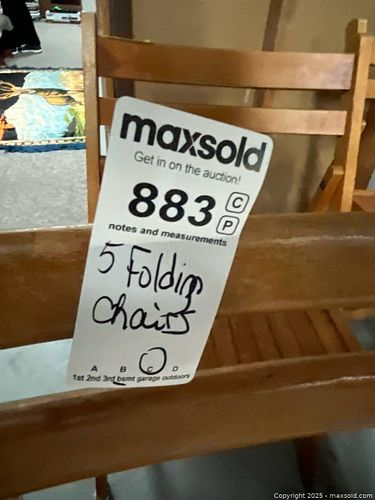 maxsold
Get in on the auction!
883 C
P
notes and measurements
5 Folding
Chairs
A B C D
1st 2nd 3rd bsmt garage outdoors
Copyright 2025 - maxsold.com